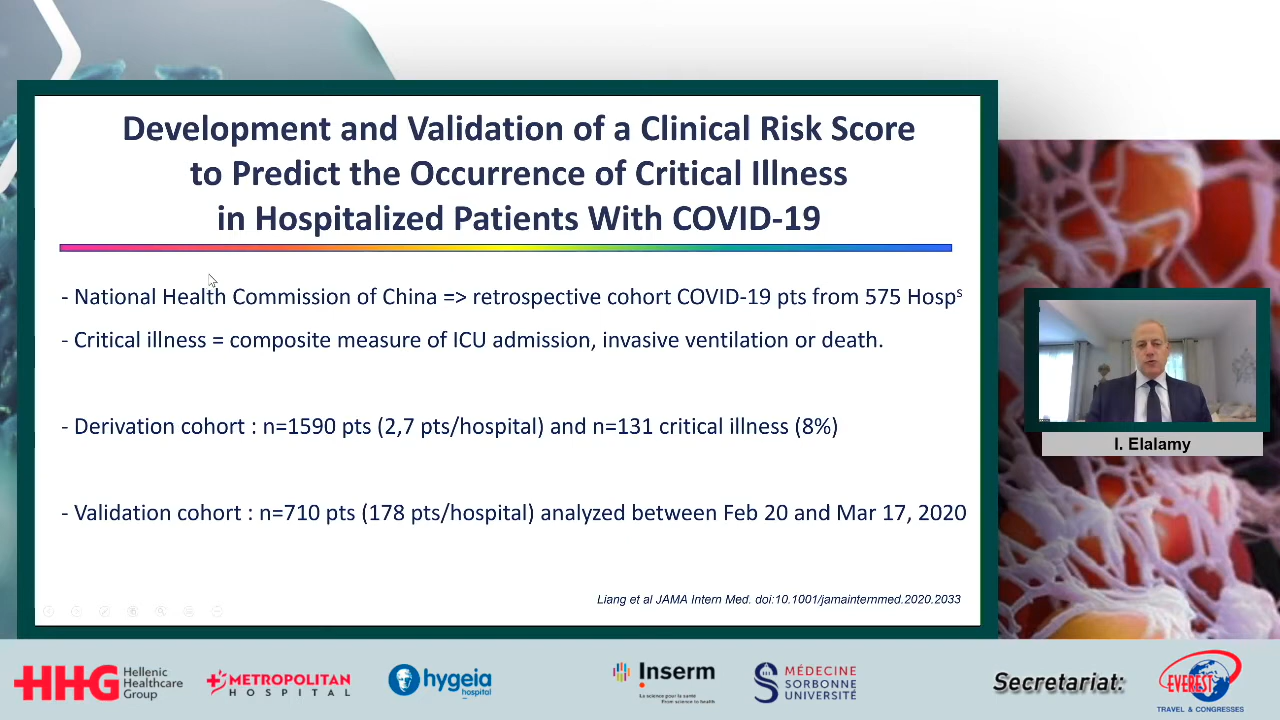 Development and Validation of a Clinical Risk Score
to Predict the Occurrence of Critical Illness
in Hospitalized Patients With COVID-19
- National Health Commission of China => retrospective cohort COVID-19 pts from 575 Hospˢ
- Critical illness = composite measure of ICU admission, invasive ventilation or death.
- Derivation cohort : n=1590 pts (2,7 pts/hospital) and n=131 critical illness (8%)
- Validation cohort : n=710 pts (178 pts/hospital) analyzed between Feb 20 and Mar 17, 2020
Liang et al JAMA Intern Med. doi:10.1001/jamainternmed.2020.2033
I. Elalamy
HHG Hellenic
Healthcare
Group
METROPOLITAN
HOSPITAL
hygeia
hospital
Inserm
La science pour la santé
From science to health
MÉDECINE
SORBONNE
UNIVERSITÉ
Secretariat:
EVEREST
TRAVEL & CONGRESSES